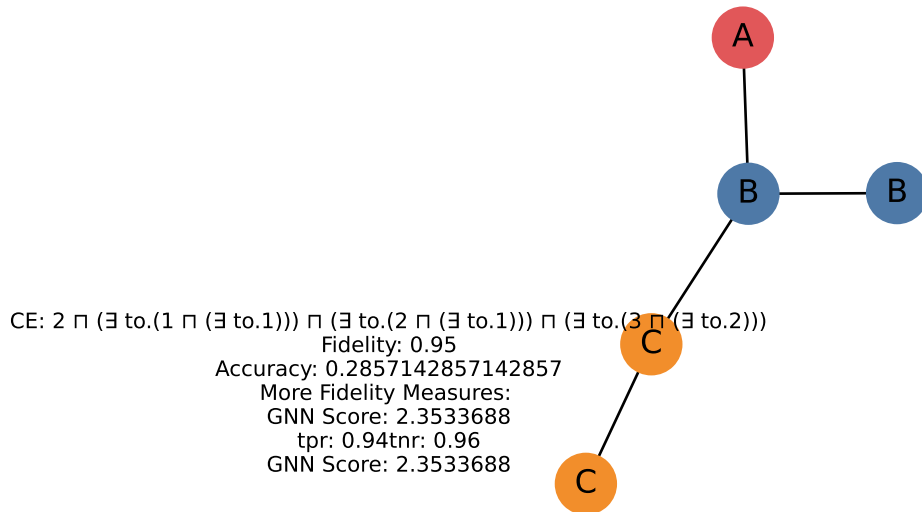 A
B
B
CE: 2 ⊓ (∃ to.(1 ⊓ (∃ to.1))) ⊓ (∃ to.(2 ⊓ (∃ to.1))) ⊓ (∃ to.(3 ⊓ (∃ to.2)))
Fidelity: 0.95
C
Accuracy: 0.2857142857142857
More Fidelity Measures:
GNN Score: 2.3533688
tpr: 0.94tnr: 0.96
GNN Score: 2.3533688
C